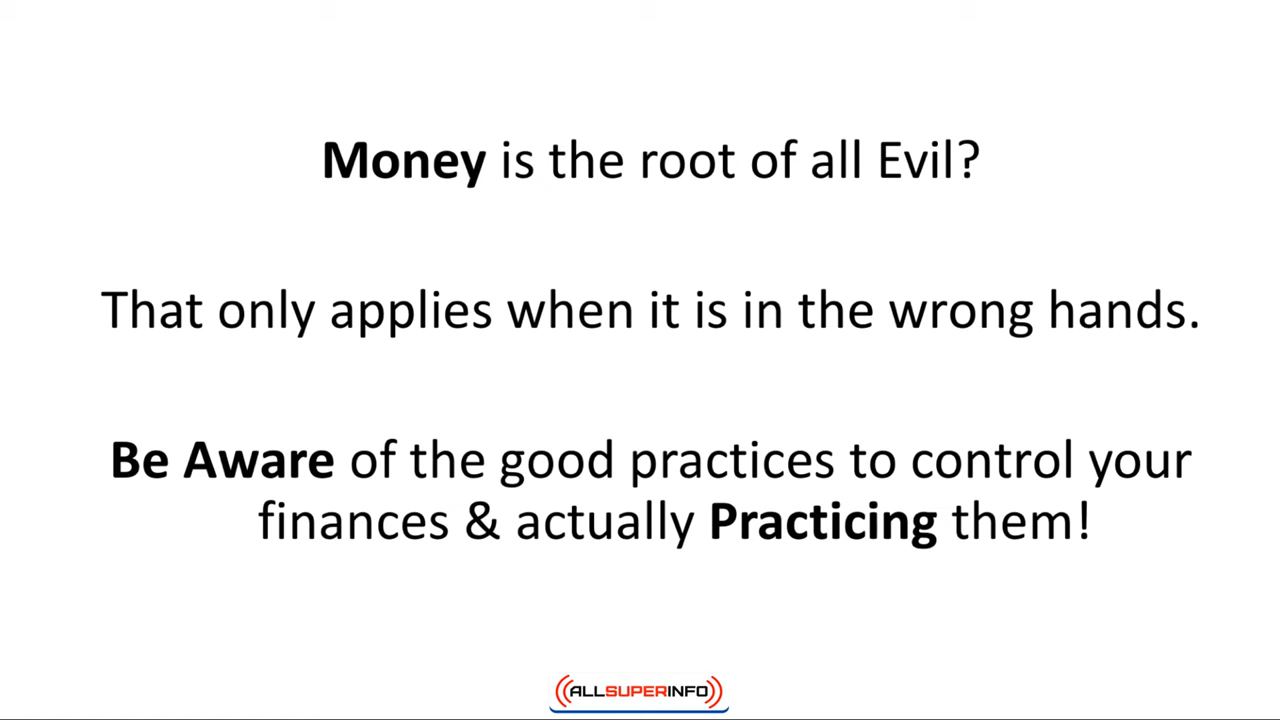 Money is the root of all Evil?
That only applies when it is in the wrong hands.
Be Aware of the good practices to control your
finances & actually Practicing them!
ALLSUPERINFO